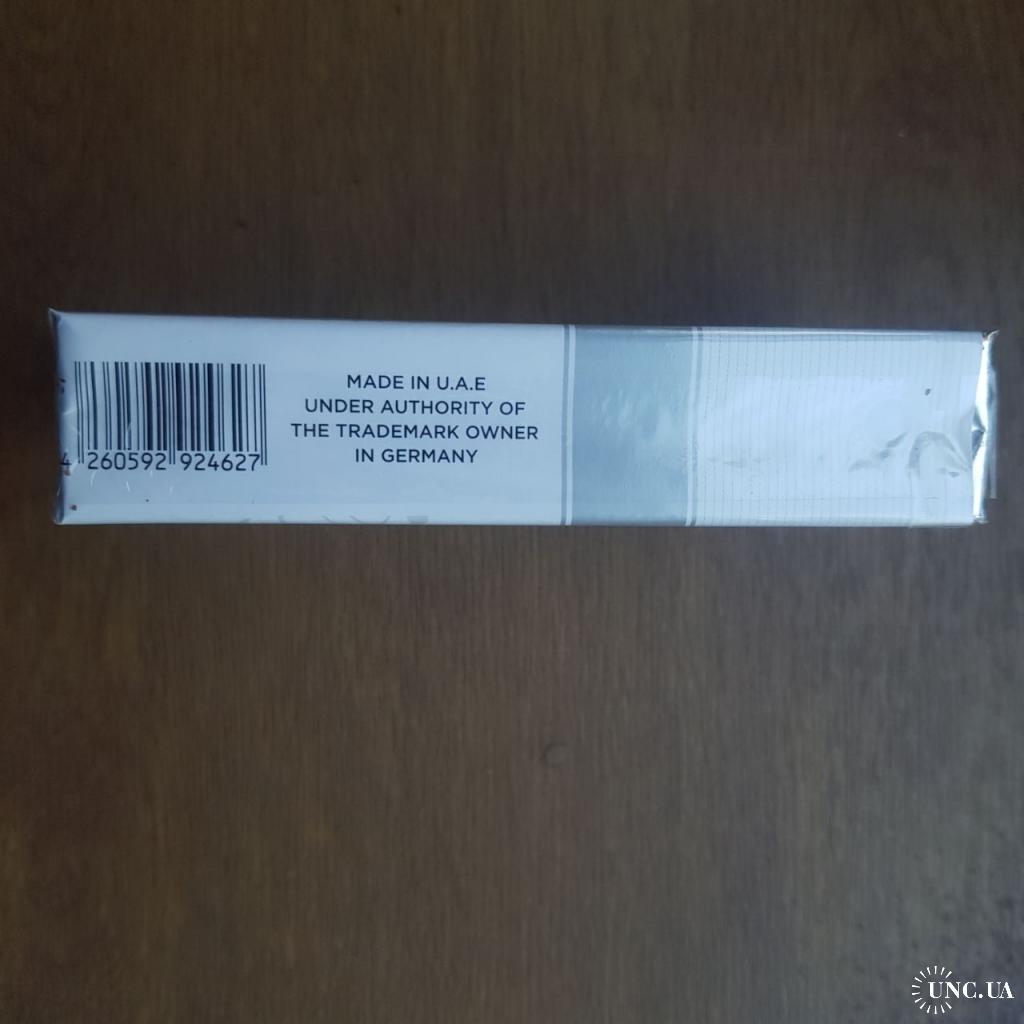 MADE IN U.A.E
UNDER AUTHORITY OF
THE TRADEMARK OWNER
IN GERMANY
4 260592 924627
UNC.UA